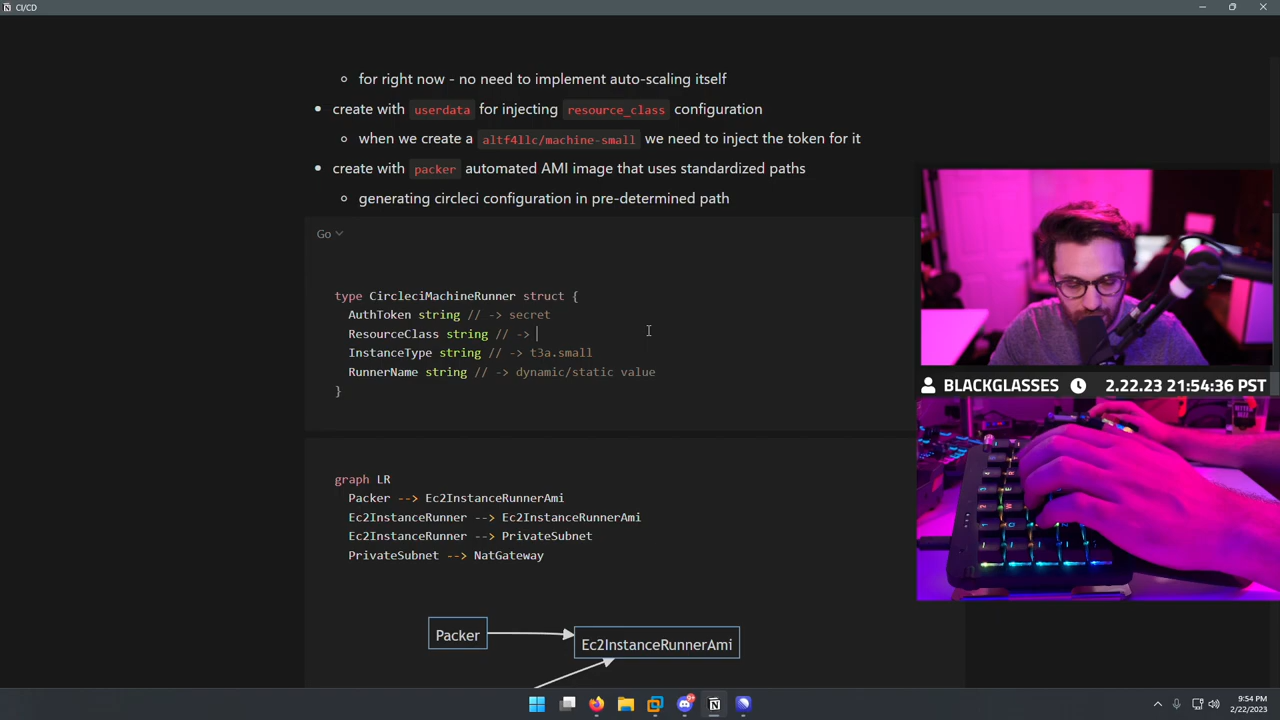 CI/CD
for right now - no need to implement auto-scaling itself
create with userdata for injecting resource_class configuration
when we create a altf4llc/machine-small we need to inject the token for it
create with packer automated AMI image that uses standardized paths
generating circleci configuration in pre-determined path
Go
type CircleciMachineRunner struct {
AuthToken string // -> secret
ResourceClass string // ->
InstanceType string // -> t3a.small
RunnerName string // -> dynamic/static value
}
BLACKGLASSES 2.22.23 21:54:36 PST
graph LR
Packer --> Ec2InstanceRunnerAmi
Ec2InstanceRunner --> Ec2InstanceRunnerAmi
Ec2InstanceRunner --> PrivateSubnet
PrivateSubnet --> NatGateway
Packer
Ec2InstanceRunnerAmi
9:54 PM
2/22/2023